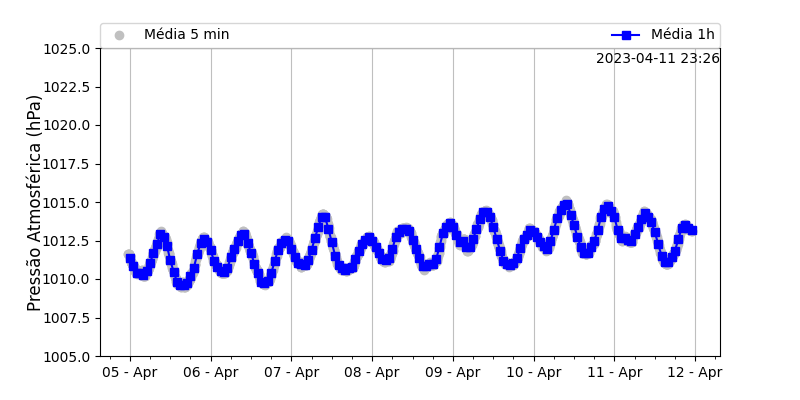 Média 5 min
Média 1h
2023-04-11 23:26
Pressão Atmosférica (hPa)
1025.0
1022.5
1020.0
1017.5
1015.0
1012.5
1010.0
1007.5
1005.0
05 - Apr
06 - Apr
07 - Apr
08 - Apr
09 - Apr
10 - Apr
11 - Apr
12 - Apr